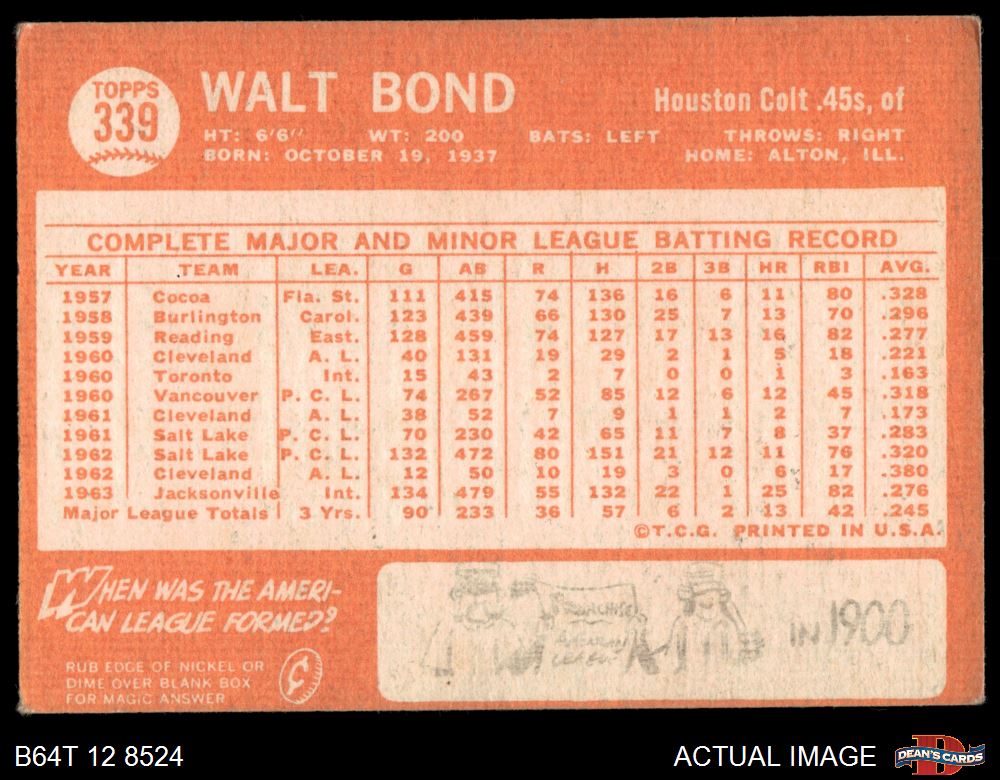 TOPPS
339
WALT BOND
Houston Colt .45s, of
HT: 6'6" WT: 200 BATS: LEFT THROWS: RIGHT
BORN: OCTOBER 19, 1937 HOME: ALTON, ILL.
COMPLETE MAJOR AND MINOR LEAGUE BATTING RECORD
YEAR TEAM LEA. G AB R H 2B 3B HR RBI AVG.
1957 Cocoa Fla. St. 111 415 74 136 16 6 11 80 .328
1958 Burlington Carol. 123 439 66 130 25 7 13 70 .296
1959 Reading East. 128 459 74 127 17 13 16 82 .277
1960 Cleveland A. L. 40 131 19 29 2 1 5 18 .221
1960 Toronto Int. 15 43 2 7 0 0 1 3 .163
1960 Vancouver P. C. L. 74 267 52 85 12 6 12 45 .318
1961 Cleveland A. L. 38 52 7 9 1 1 2 7 .173
1961 Salt Lake P. C. L. 70 230 42 65 11 7 8 37 .283
1962 Salt Lake P. C. L. 132 472 80 151 21 12 11 76 .320
1962 Cleveland A. L. 12 50 10 19 3 0 6 17 .380
1963 Jacksonville Int. 134 479 55 132 22 1 25 82 .276
Major League Totals 3 Yrs. 90 233 36 57 6 2 13 42 .245
©T.C.G. PRINTED IN U.S.A.
WHEN WAS THE AMERI-
CAN LEAGUE FORMED?
RUB EDGE OF NICKEL OR
DIME OVER BLANK BOX
FOR MAGIC ANSWER
IN 1900
B64T 12 8524
ACTUAL IMAGE
DEAN'S CARDS